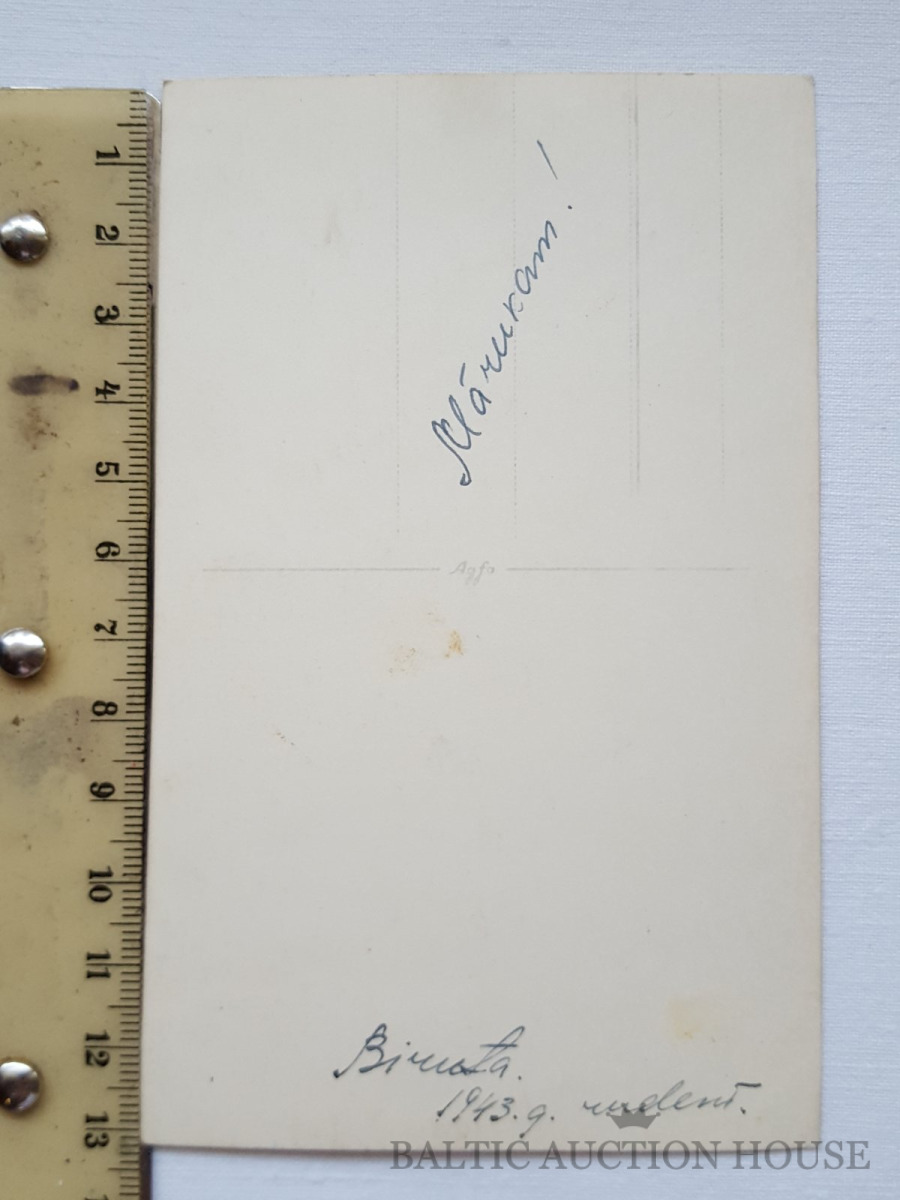 1
2
3
4
5
6
7
8
9
10
11
12
13
Mārukam!
Agfa
Biruta.
1943. g. rudenī.
BALTIC AUCTION HOUSE